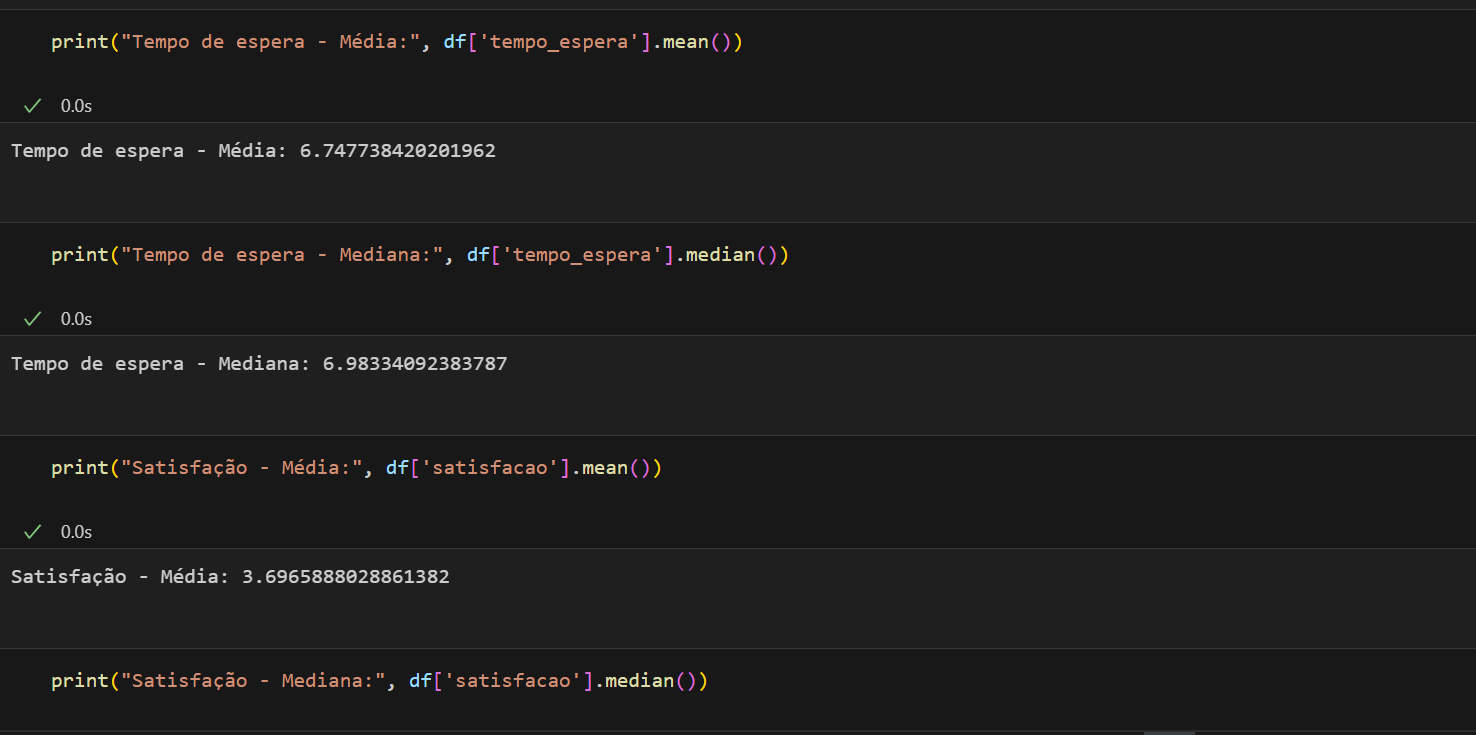 print("Tempo de espera - Média:", df['tempo_espera'].mean())
0.0s
Tempo de espera - Média: 6.747738420201962
print("Tempo de espera - Mediana:", df['tempo_espera'].median())
0.0s
Tempo de espera - Mediana: 6.98334092383787
print("Satisfação - Média:", df['satisfacao'].mean())
0.0s
Satisfação - Média: 3.6965888028861382
print("Satisfação - Mediana:", df['satisfacao'].median())